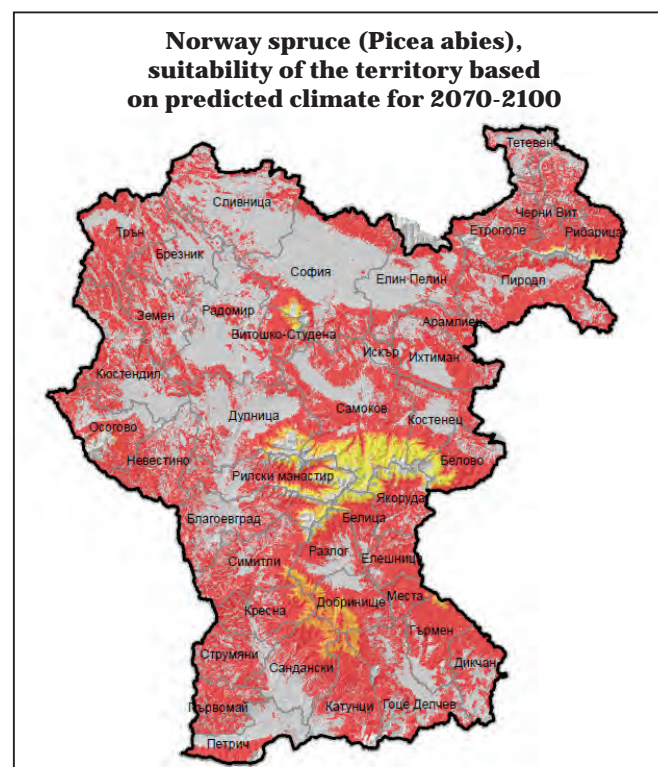 Norway spruce (Picea abies),
suitability of the territory based
on predicted climate for 2070-2100
Тетевен
Сливница
Черни Вит
Етрополе
Рибарица
Трън
Брезник
София
Елин Пелин
Пирдоп
Земен
Радомир
Арамлиец
Витошко-Студена
Искър
Ихтиман
Кюстендил
Дупница
Самоков
Костенец
Осогово
Невестино
Белово
Рилски манастир
Якоруда
Благоевград
Белица
Разлог
Елешниц
Симитли
Места
Добринище
Кресна
Гърмен
Струмяни
Дикчан
Сандански
Първомай
Катунци
Гоце Делчев
Петрич